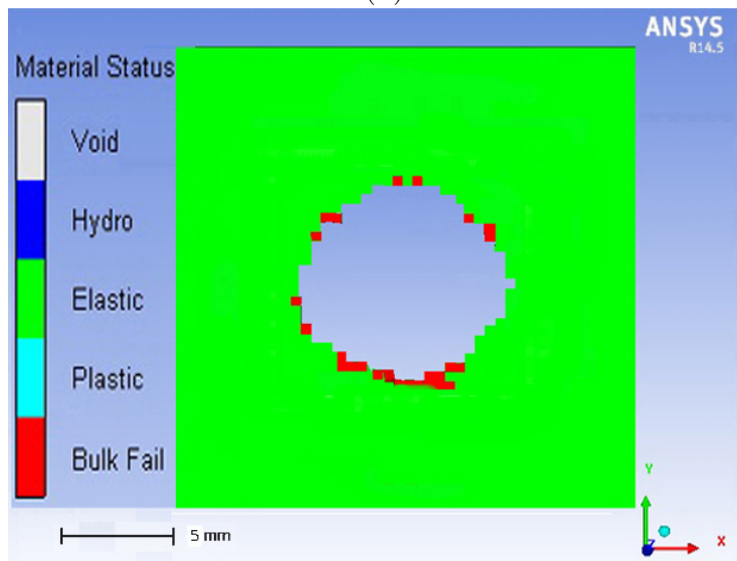 ANSYS
R14.5
Material Status
Void
Hydro
Elastic
Plastic
Bulk Fail
5 mm
Y
Z
X